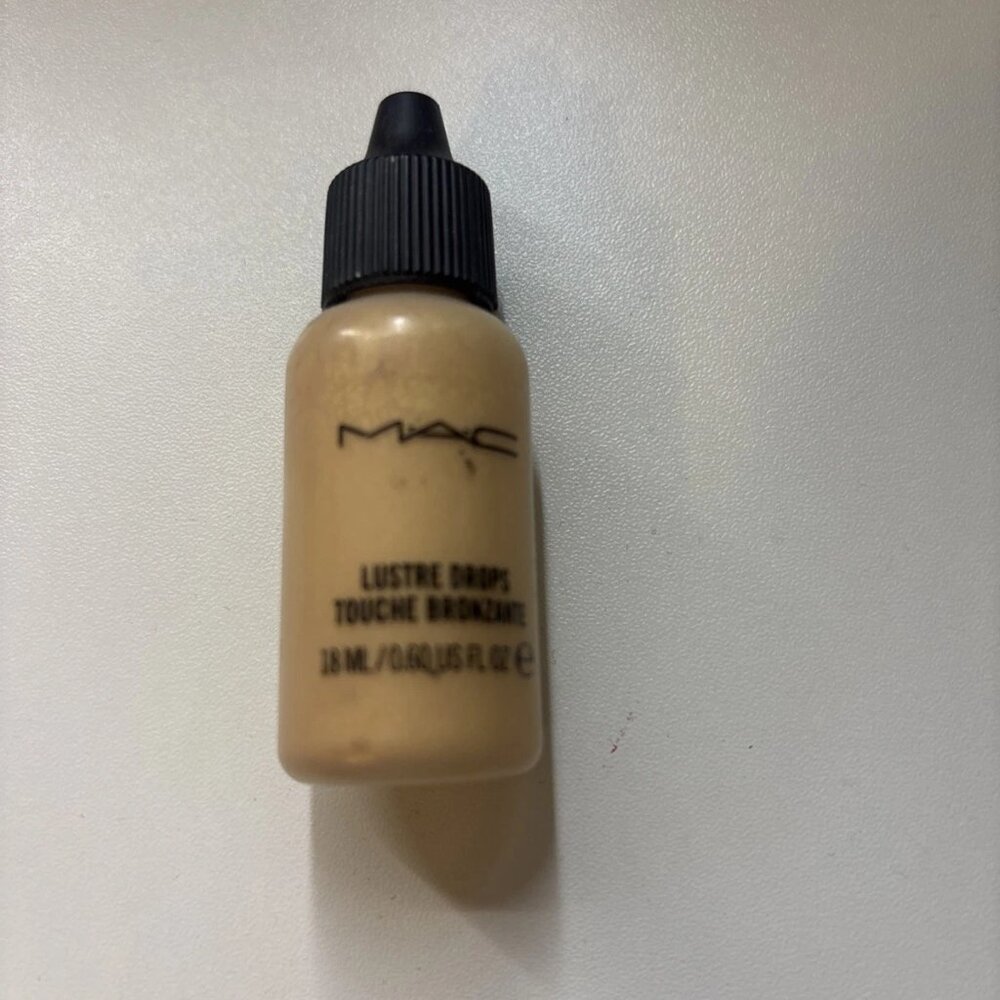 MAC
LUSTRE DROPS
TOUCHE BRONZANTE
18 ML / 0.60 US FL OZ ℮